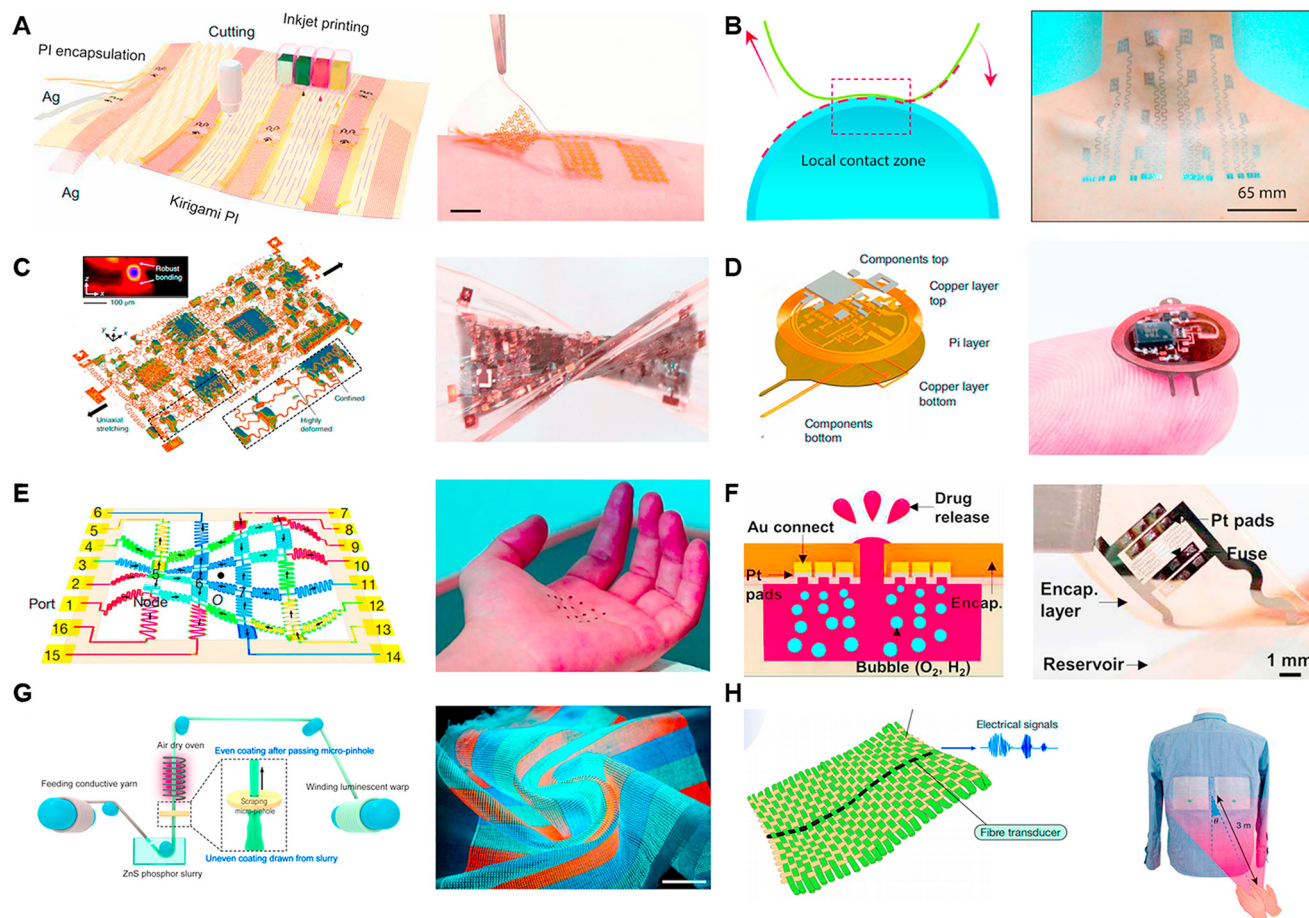 A
Inkjet printing
Cutting
PI encapsulation
Ag
Ag
Kirigami PI
B
Local contact zone
65 mm
C
Robust
bonding
z
x
100 µm
y z x
Uniaxial
stretching
Highly
deformed
Confined
D
Components top
Copper layer
top
Pi layer
Copper layer
bottom
Components
bottom
E
6
5
4
3
2
Port 1
16
15
7
8
9
10
11
12
13
14
5
6
7
Node
O
F
Drug
release
Au connect
Pt
pads
Encap.
Bubble (O₂, H₂)
Pt pads
Fuse
Encap.
layer
Reservoir
1 mm
G
Air dry oven
Even coating after passing micro-pinhole
Feeding conductive yarn
Scraping
micro-pinhole
Winding luminescent warp
Uneven coating drawn from slurry
ZnS phosphor slurry
H
Electrical signals
Fibre transducer
3 m
θ